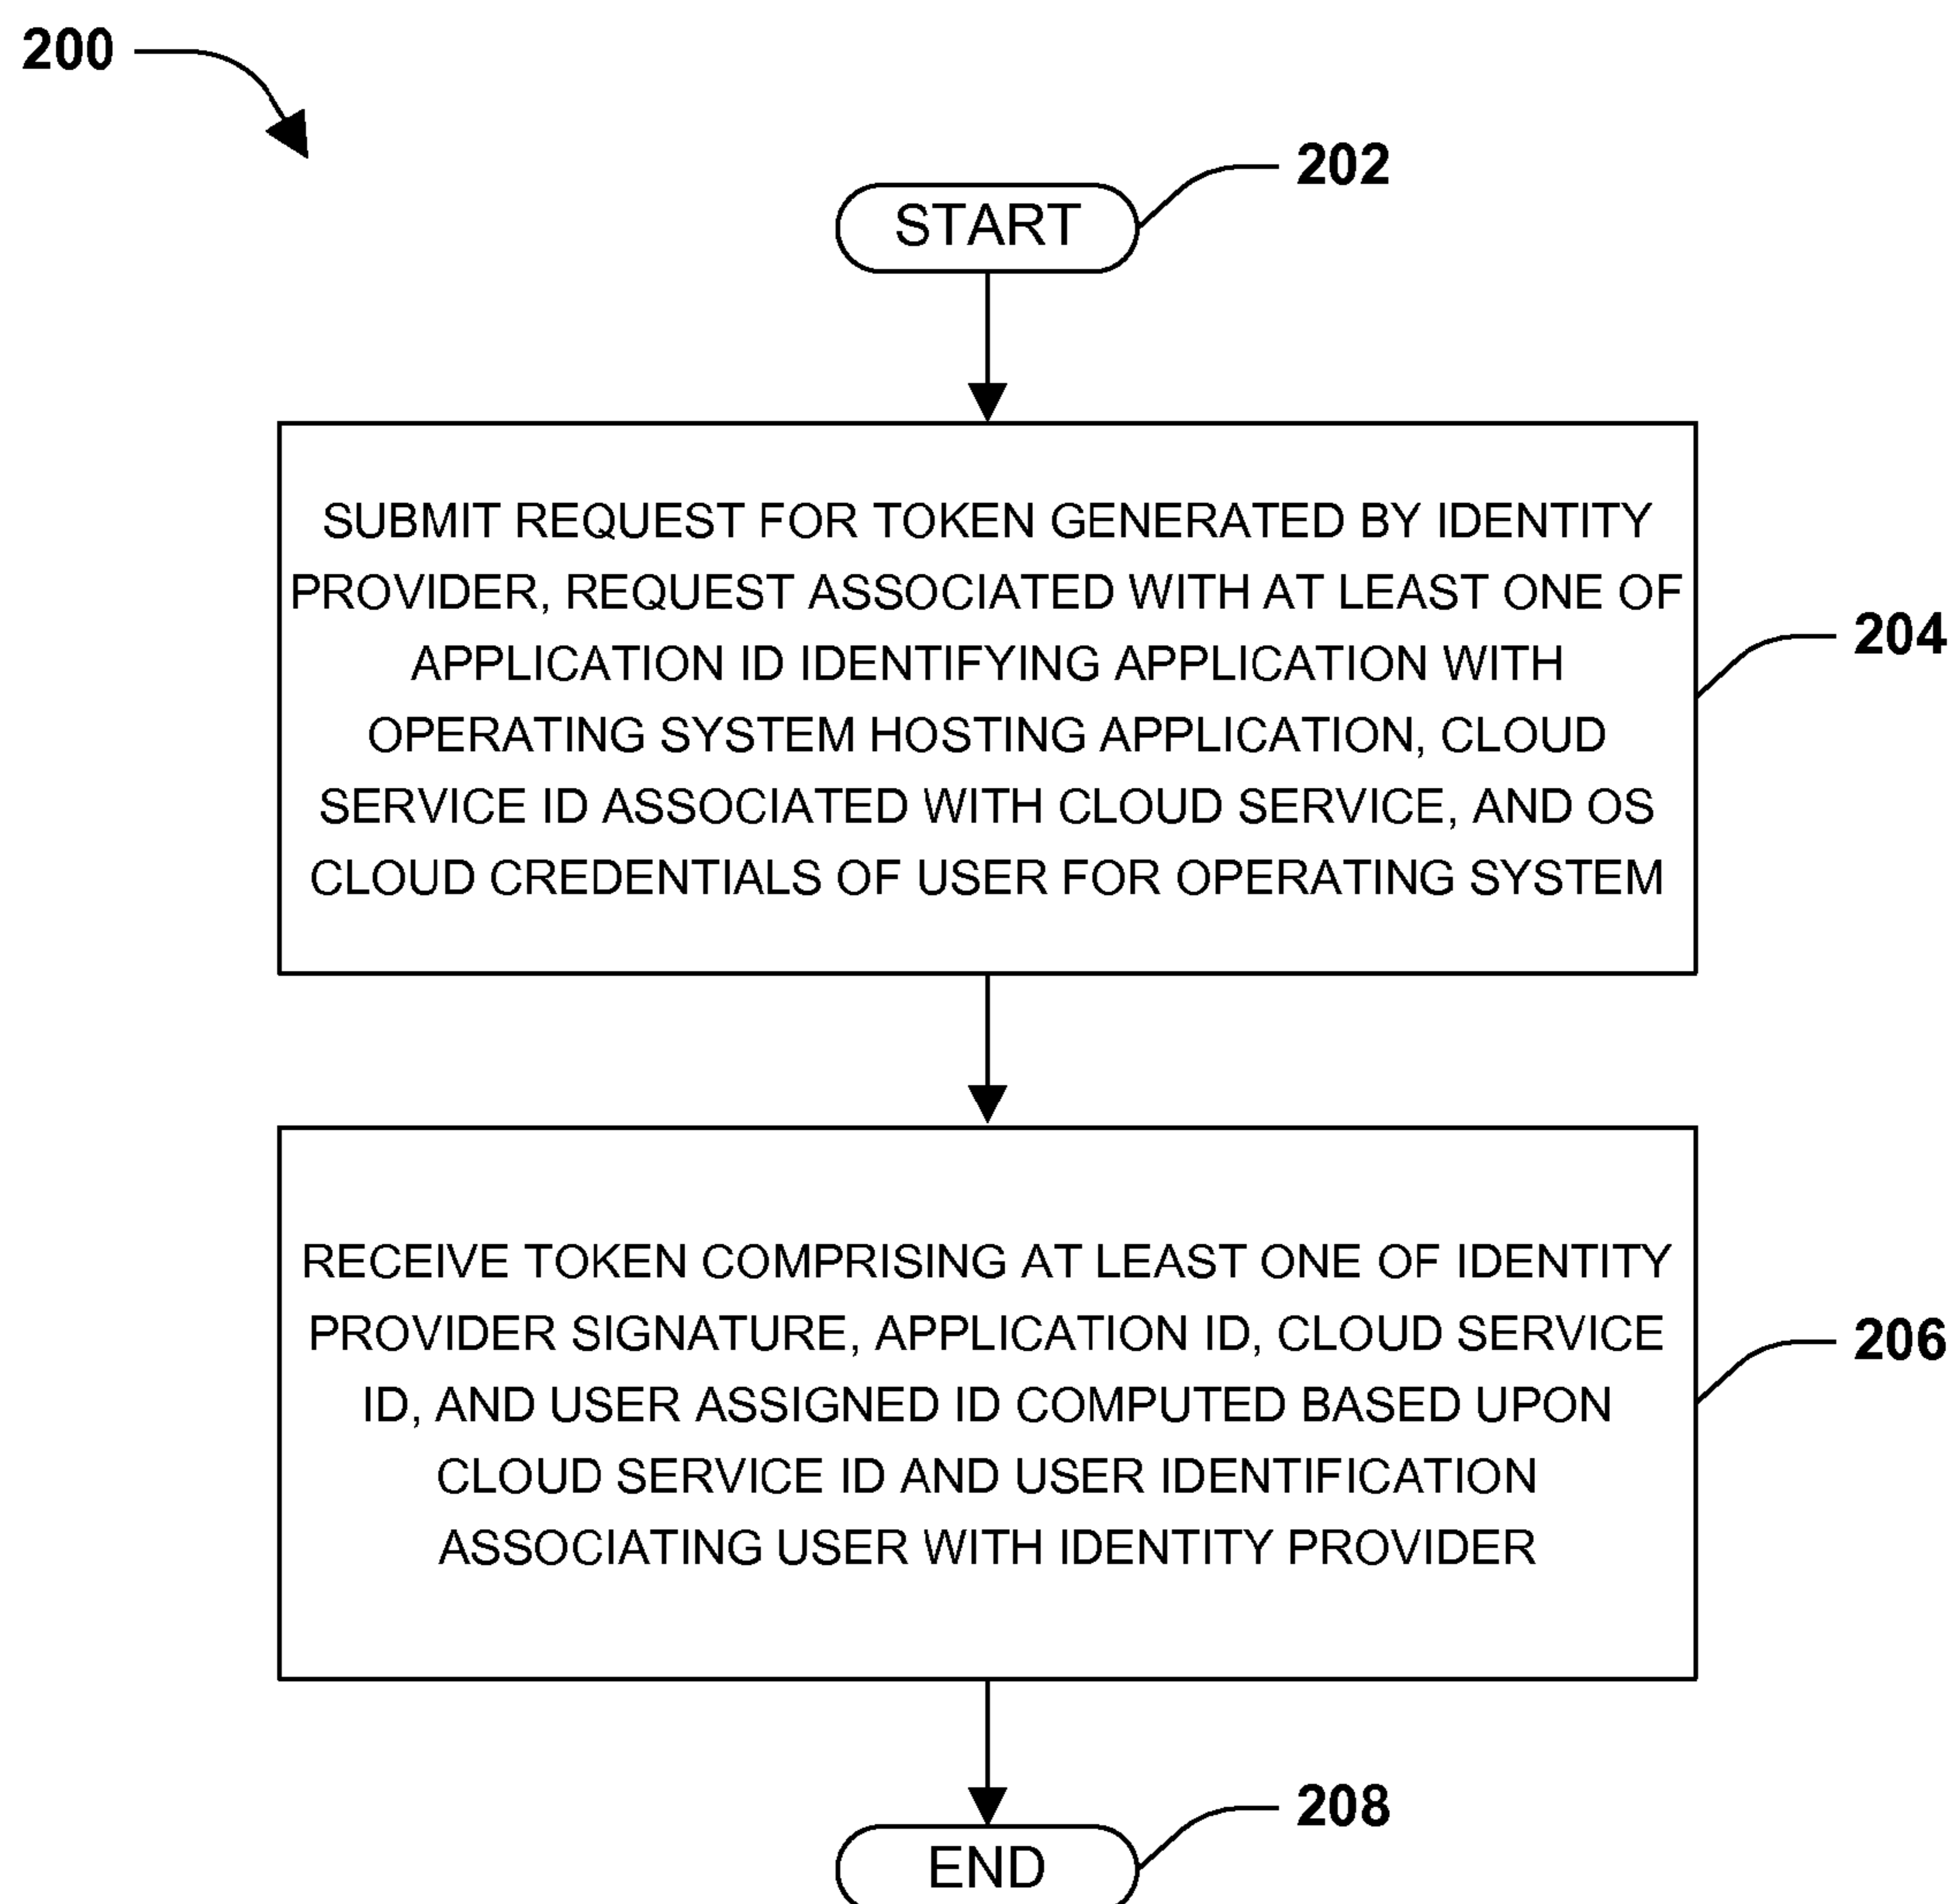 200
202
START
SUBMIT REQUEST FOR TOKEN GENERATED BY IDENTITY
PROVIDER, REQUEST ASSOCIATED WITH AT LEAST ONE OF
APPLICATION ID IDENTIFYING APPLICATION WITH
OPERATING SYSTEM HOSTING APPLICATION, CLOUD
SERVICE ID ASSOCIATED WITH CLOUD SERVICE, AND OS
CLOUD CREDENTIALS OF USER FOR OPERATING SYSTEM
204
RECEIVE TOKEN COMPRISING AT LEAST ONE OF IDENTITY
PROVIDER SIGNATURE, APPLICATION ID, CLOUD SERVICE
ID, AND USER ASSIGNED ID COMPUTED BASED UPON
CLOUD SERVICE ID AND USER IDENTIFICATION
ASSOCIATING USER WITH IDENTITY PROVIDER
206
208
END